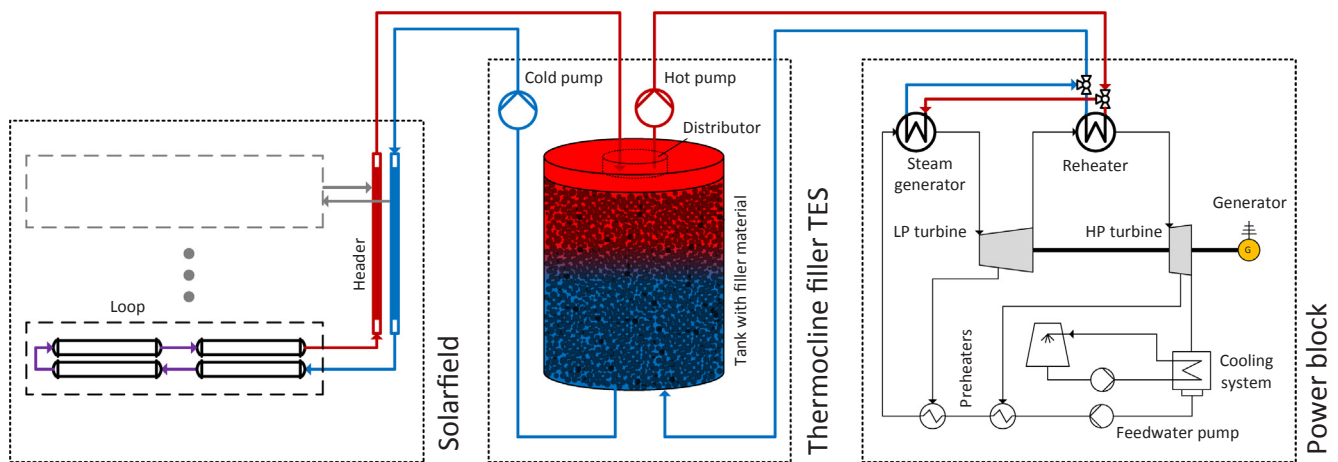 Cold pump
Hot pump
Distributor
Header
Loop
Solarfield
Tank with filler material
Thermocline filler TES
Steam
generator
Reheater
Generator
LP turbine
HP turbine
G
Preheaters
Cooling
system
Feedwater pump
Power block